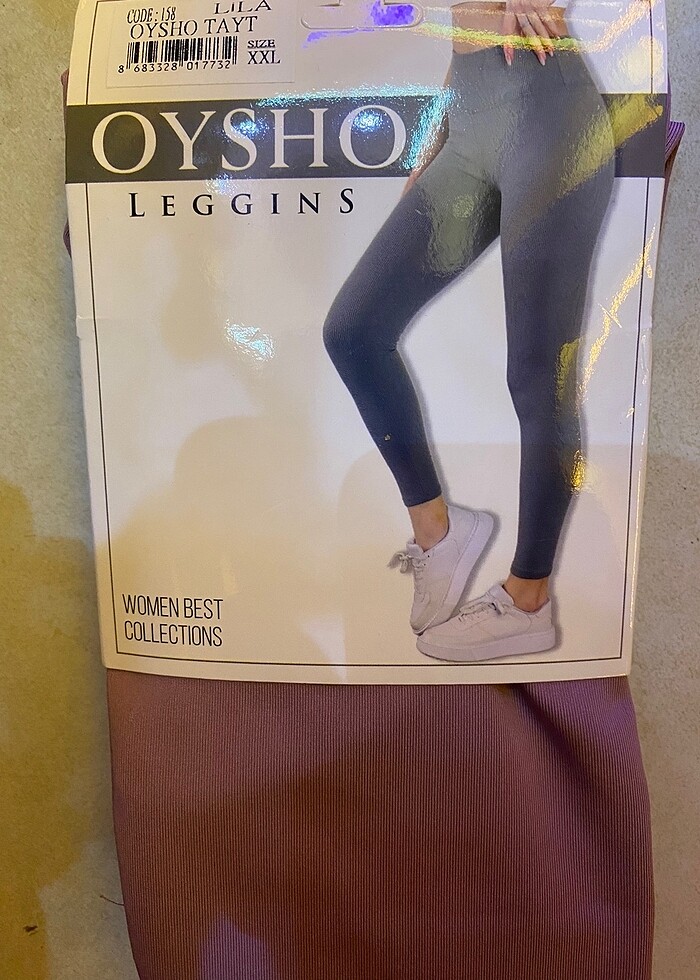 LILA
CODE : 158
OYSHO TAYT
SIZE
XXL
8 683328 017732
OYSHO
LEGGINS
WOMEN BEST
COLLECTIONS